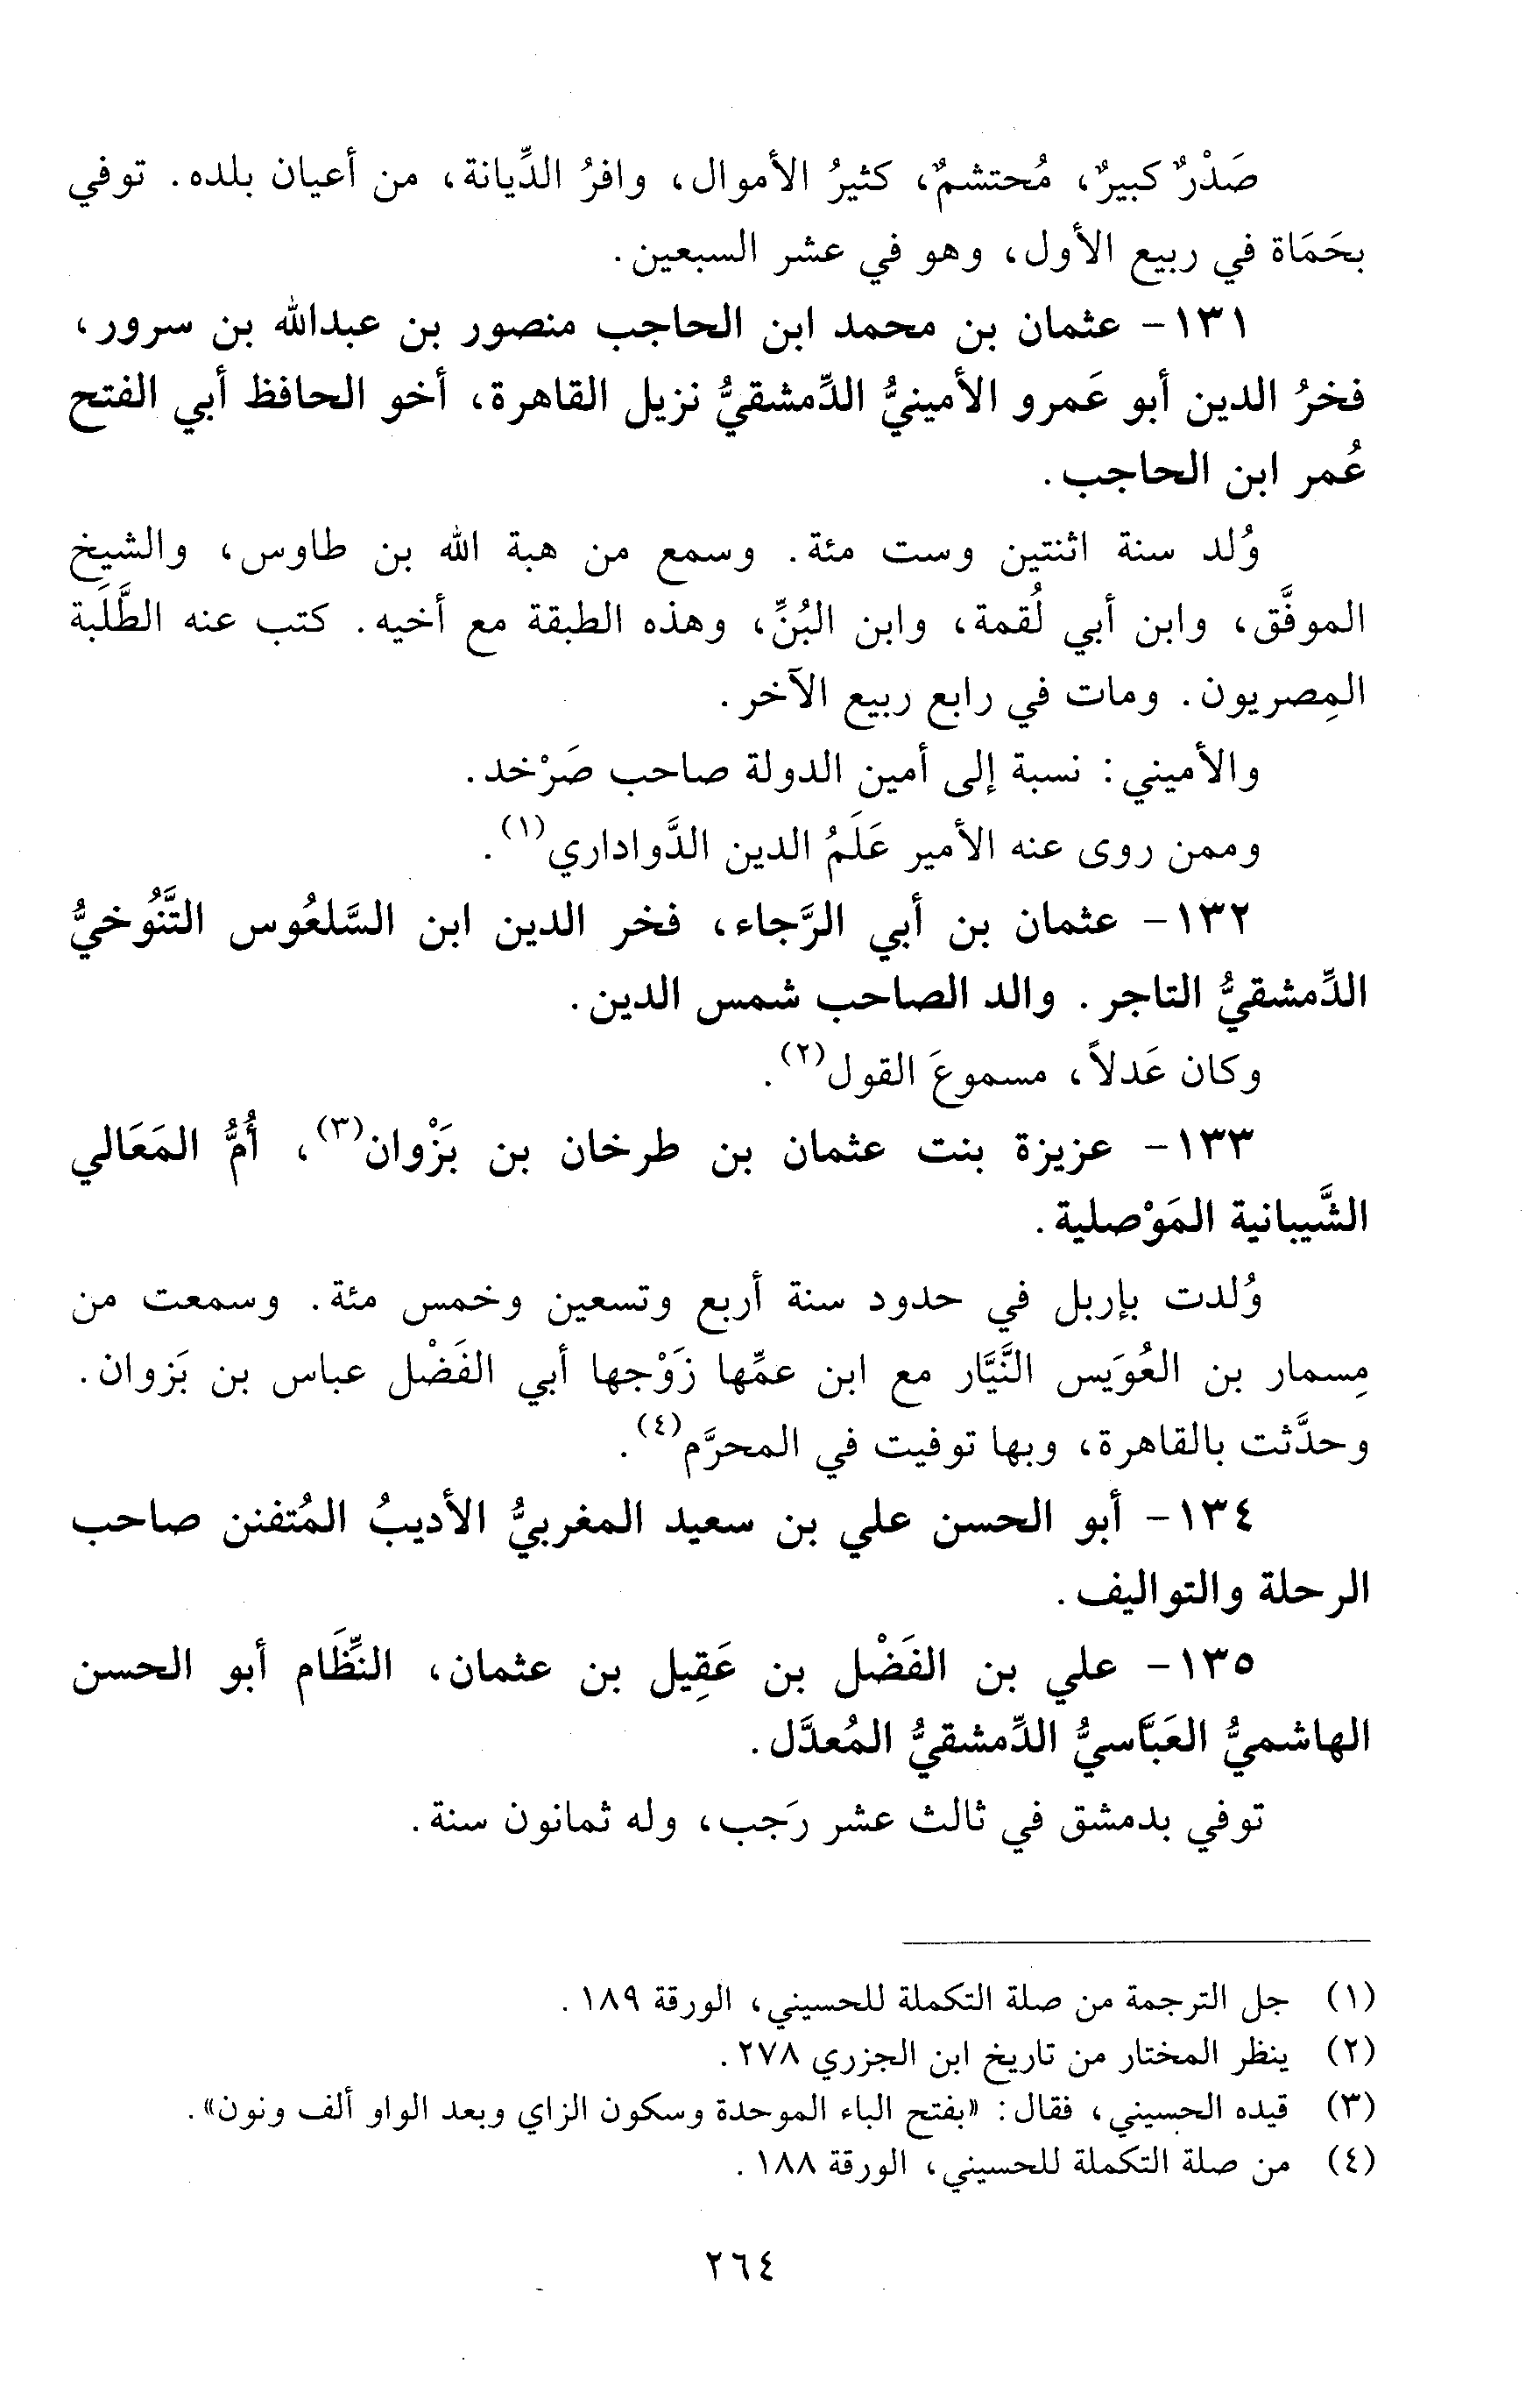 صَدْرٌ كبيرٌ، مُحتشمٌ، كثيرُ الأموال، وافرُ الدِّيانة، من أعيان بلده. توفي
بحَمَاة في ربيع الأول، وهو في عشر السبعين.
١٣١- عثمان بن محمد ابن الحاجب منصور بن عبدالله بن سرور،
فخرُ الدين أبو عَمرو الأمينيُّ الدِّمشقيُّ نزيل القاهرة، أخو الحافظ أبي الفتح
عُمر ابن الحاجب.
وُلد سنة اثنتين وست مئة. وسمع من هبة الله بن طاوس، والشيخ
الموفَّق، وابن أبي لُقمة، وابن البُنِّ، وهذه الطبقة مع أخيه. كتب عنه الطَّلَبة
المِصريون. ومات في رابع ربيع الآخر.
والأميني: نسبة إلى أمين الدولة صاحب صَرْخد.
وممن روى عنه الأمير عَلَمُ الدين الدَّواداري(١).
١٣٢- عثمان بن أبي الرَّجاء، فخر الدين ابن السَّلعُوس التَّنُوخيُّ
الدِّمشقيُّ التاجر. والد الصاحب شمس الدين.
وكان عَدلاً، مسموعَ القول(٢).
١٣٣- عزيزة بنت عثمان بن طرخان بن بَزْوان(٣)، أُمُّ المَعَالي
الشَّيبانية المَوْصلية.
وُلدت بإربل في حدود سنة أربع وتسعين وخمس مئة. وسمعت من
مِسمار بن العُوَيس النَّيَّار مع ابن عمِّها زَوْجها أبي الفَضْل عباس بن بَزوان.
وحدَّثت بالقاهرة، وبها توفيت في المحرَّم(٤).
١٣٤- أبو الحسن علي بن سعيد المغربيُّ الأديبُ المُتفنن صاحب
الرحلة والتواليف.
١٣٥- علي بن الفَضْل بن عَقِيل بن عثمان، النِّظَام أبو الحسن
الهاشميُّ العَبَّاسيُّ الدِّمشقيُّ المُعدَّل.
توفي بدمشق في ثالث عشر رَجب، وله ثمانون سنة.
(١) جل الترجمة من صلة التكملة للحسيني، الورقة ١٨٩.
(٢) ينظر المختار من تاريخ ابن الجزري ٢٧٨.
(٣) قيده الحسيني، فقال: «بفتح الباء الموحدة وسكون الزاي وبعد الواو ألف ونون».
(٤) من صلة التكملة للحسيني، الورقة ١٨٨.
٢٦٤